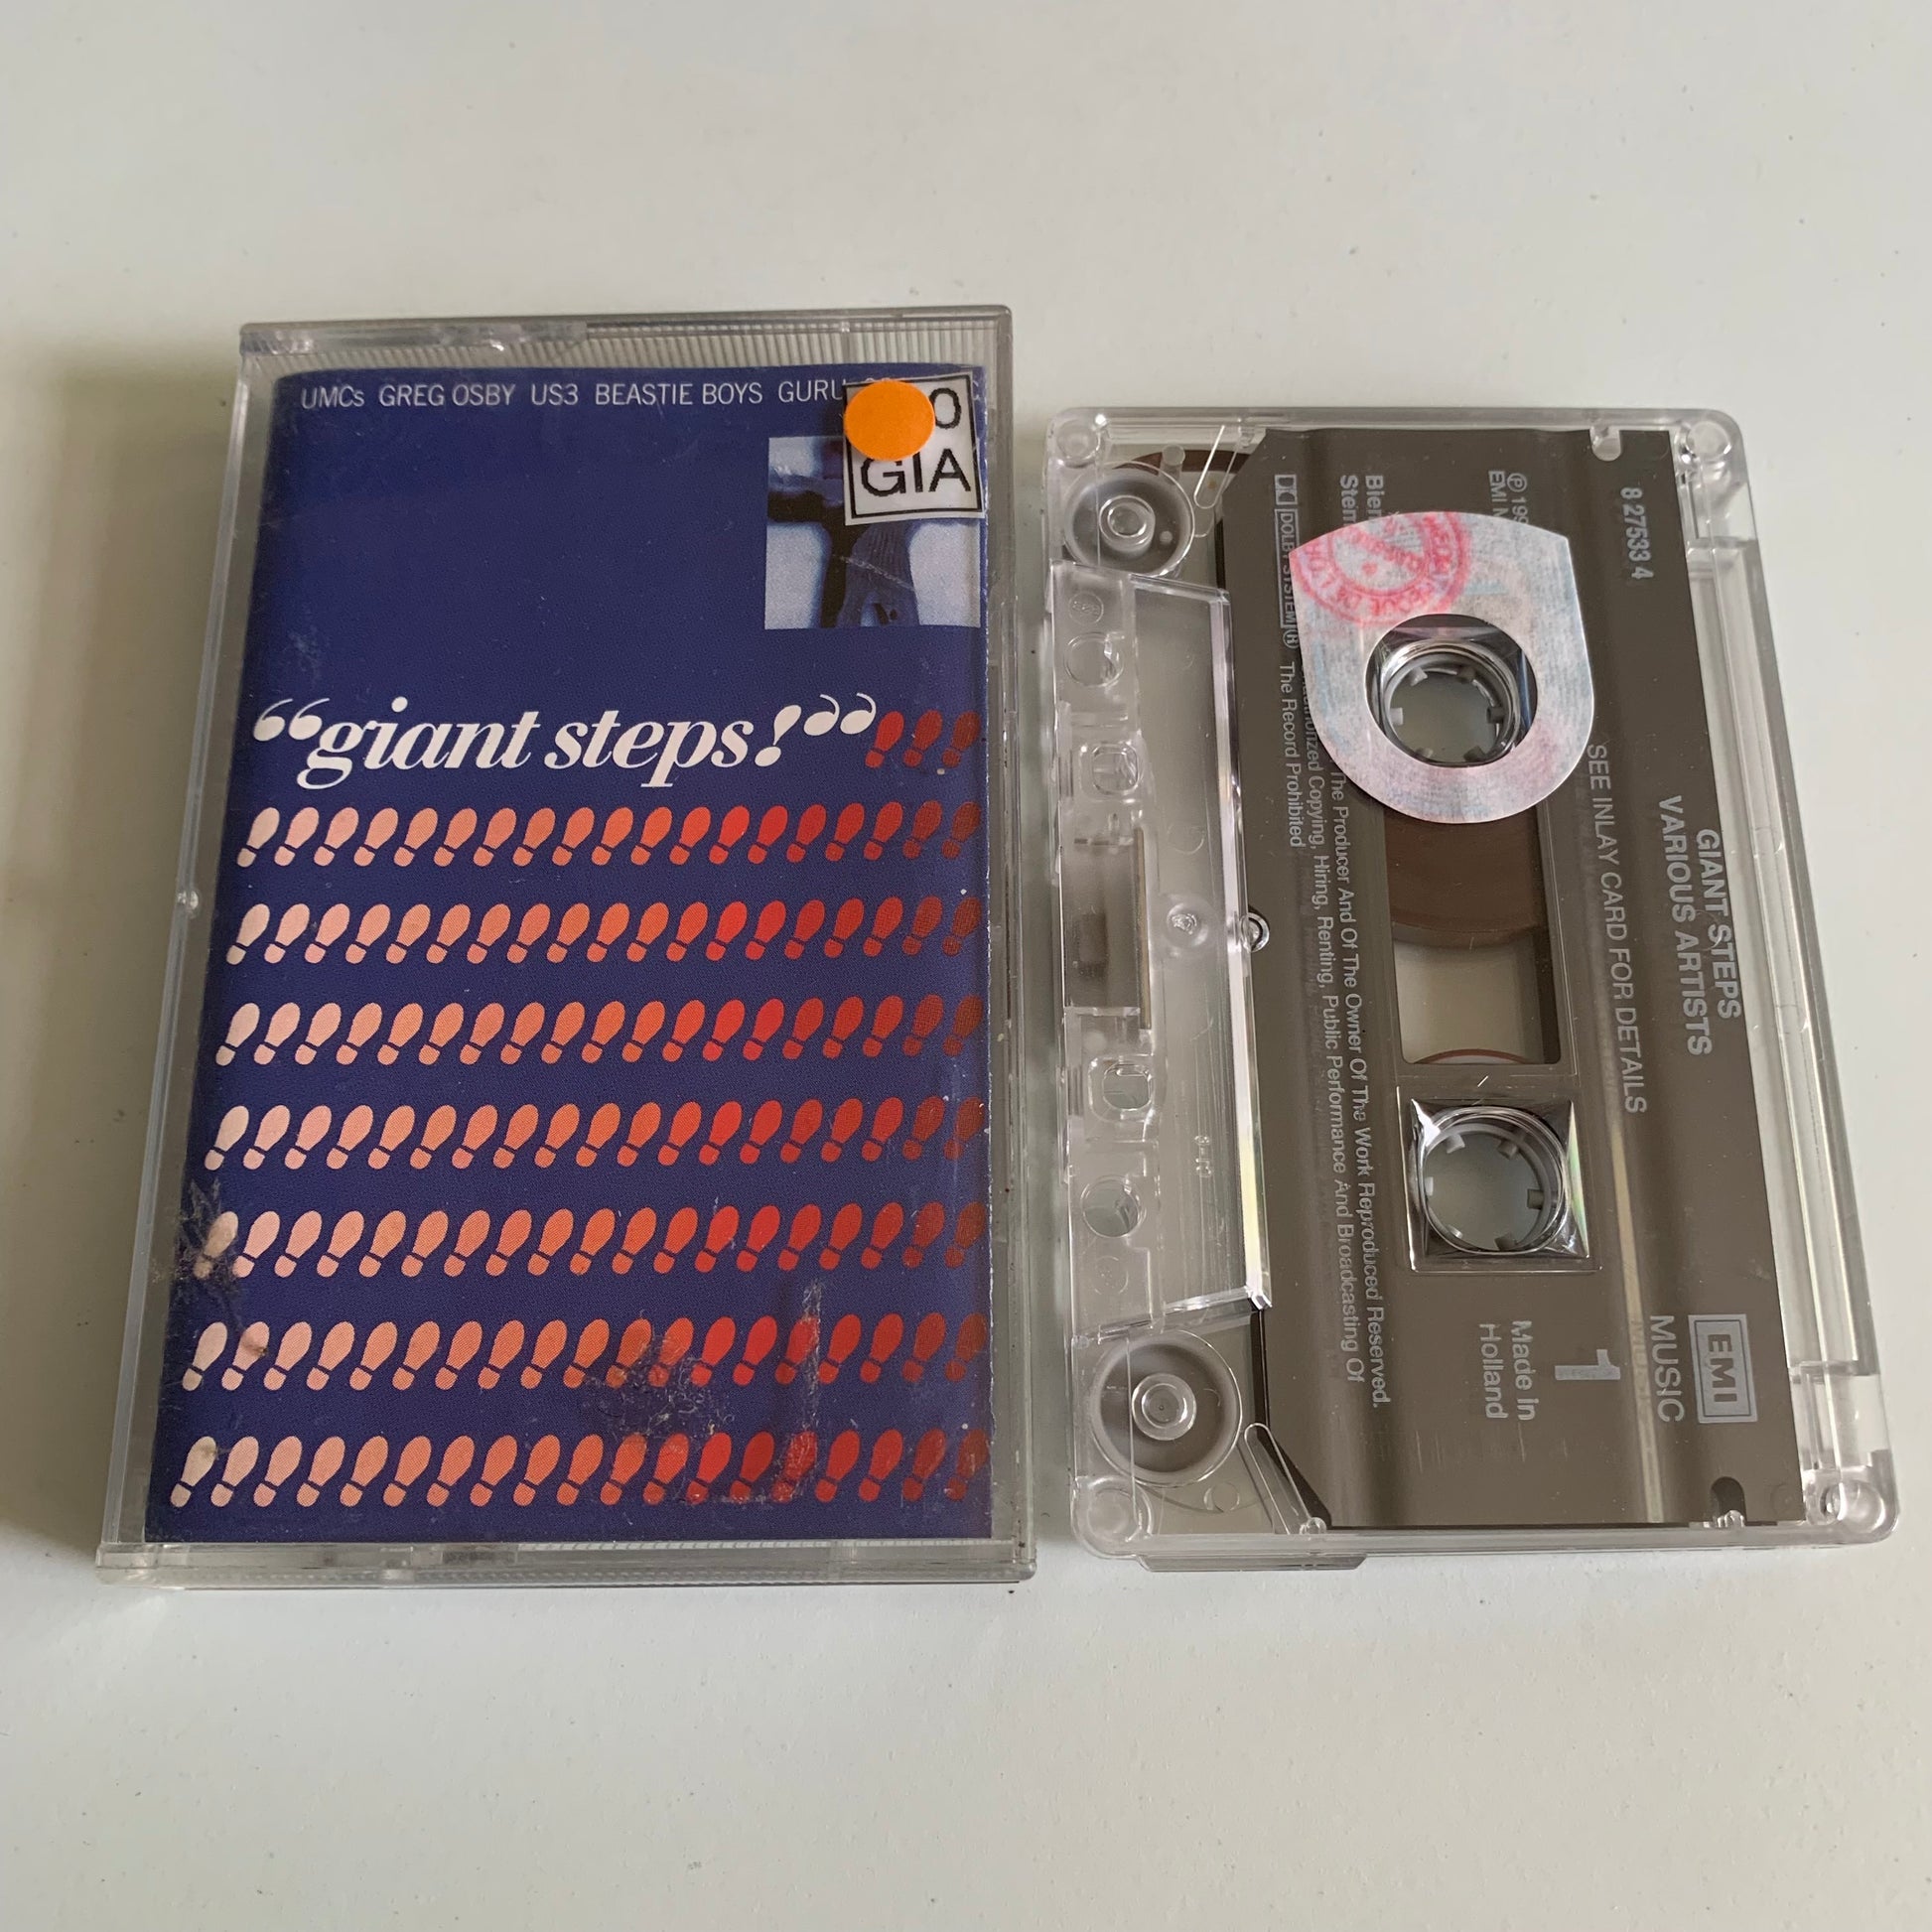 UMCs GREG OSBY US3 BEASTIE BOYS GURU
GIA
“giant steps!”
8 27533 4
GIANT STEPS
VARIOUS ARTISTS
SEE INLAY CARD FOR DETAILS
EMI
MUSIC
1
Made in
Holland
The Producer And Of The Owner Of The Work Reproduced Reserved.
Copying, Hiring, Renting, Public Performance And Broadcasting Of
DOLBY SYSTEM ® The Record Prohibited